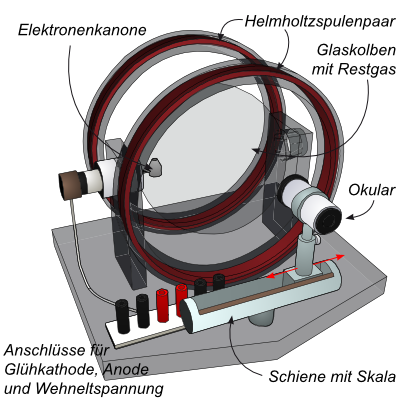 Elektronenkanone
Helmholtzspulenpaar
Glaskolben
mit Restgas
Okular
Anschlüsse für
Glühkathode, Anode
und Wehneltspannung
Schiene mit Skala